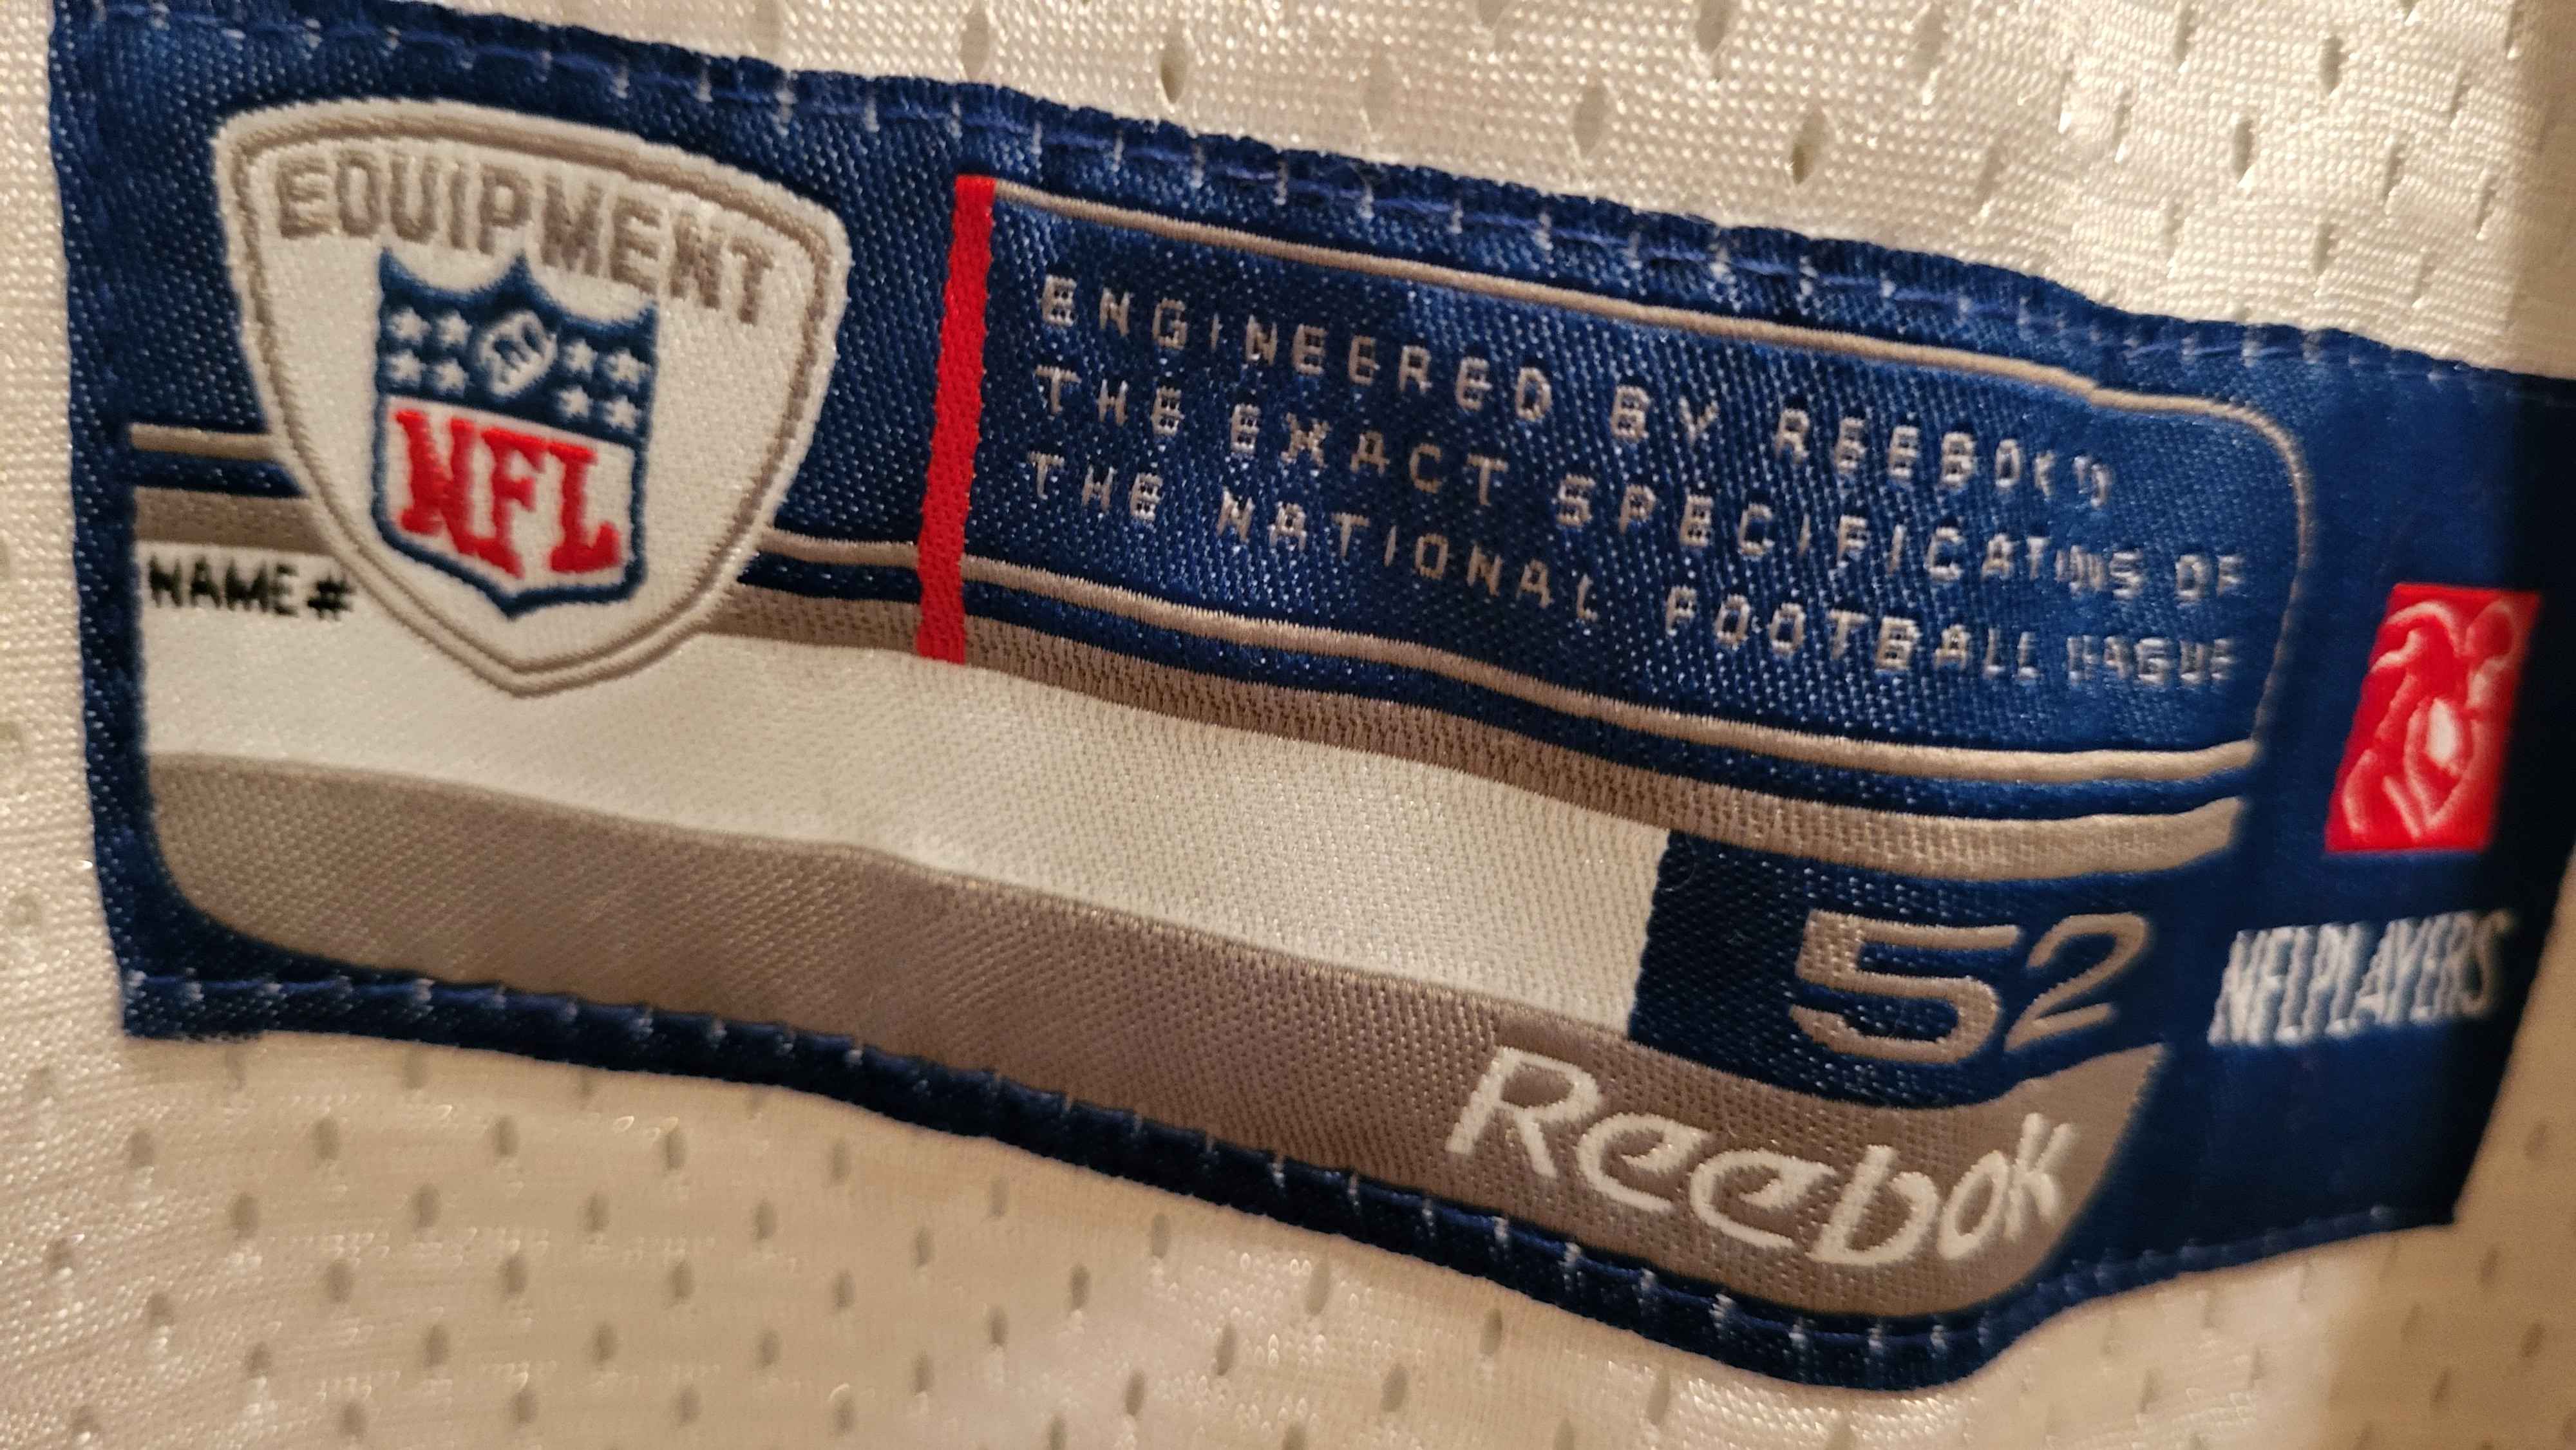 EQUIPMENT
NFL
NAME #
ENGINEERED BY REEBOK TO
THE EXACT SPECIFICATIONS OF
THE NATIONAL FOOTBALL LEAGUE
52
Reebok
NFLPLAYERS